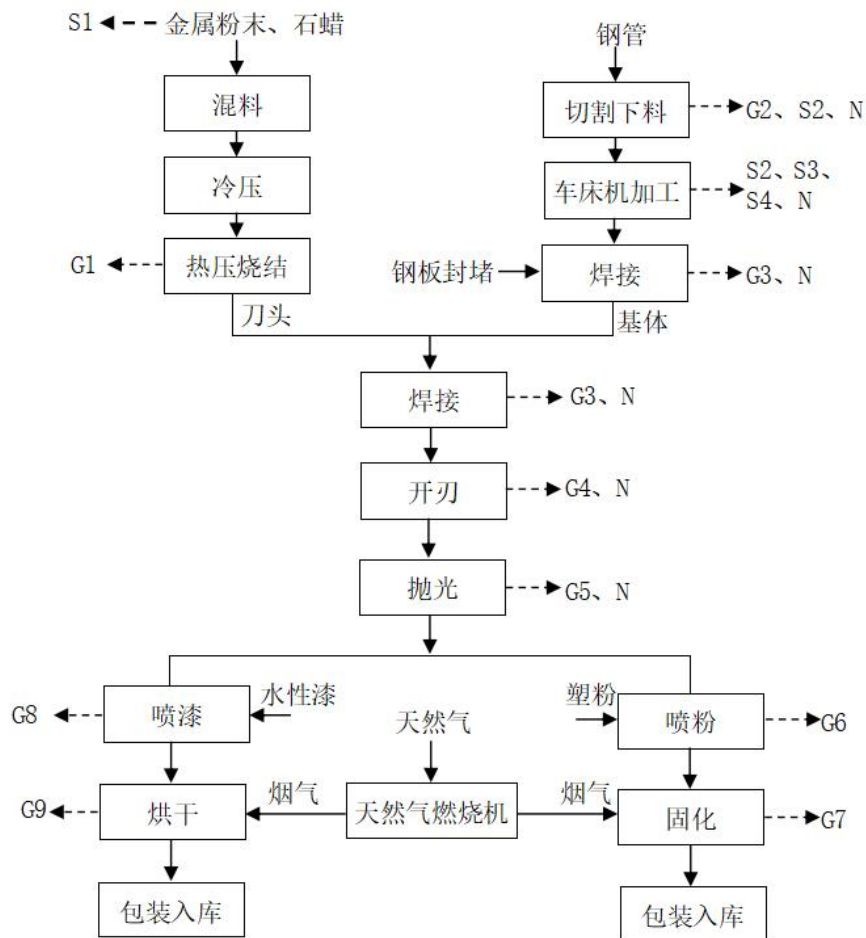 S1
金属粉末、石蜡
钢管
混料
切割下料
G2、S2、N
冷压
车床机加工
S2、S3、
S4、N
G1
热压烧结
钢板封堵
焊接
G3、N
刀头
基体
焊接
G3、N
开刃
G4、N
抛光
G5、N
G8
喷漆
水性漆
天然气
塑粉
喷粉
G6
G9
烘干
烟气
天然气燃烧机
烟气
固化
G7
包装入库
包装入库